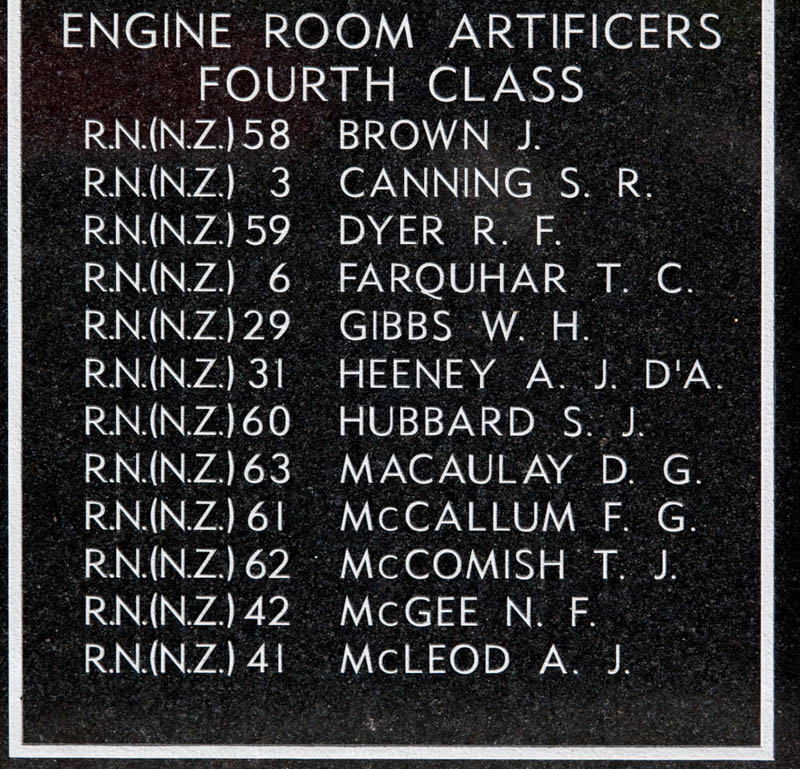 ENGINE ROOM ARTIFICERS
FOURTH CLASS
R.N.(N.Z.) 58 BROWN J.
R.N.(N.Z.) 3 CANNING S. R.
R.N.(N.Z.) 59 DYER R. F.
R.N.(N.Z.) 6 FARQUHAR T. C.
R.N.(N.Z.) 29 GIBBS W. H.
R.N.(N.Z.) 31 HEENEY A. J. D'A.
R.N.(N.Z.) 60 HUBBARD S. J.
R.N.(N.Z.) 63 MACAULAY D. G.
R.N.(N.Z.) 61 McCALLUM F. G.
R.N.(N.Z.) 62 McCOMISH T. J.
R.N.(N.Z.) 42 McGEE N. F.
R.N.(N.Z.) 41 McLEOD A. J.